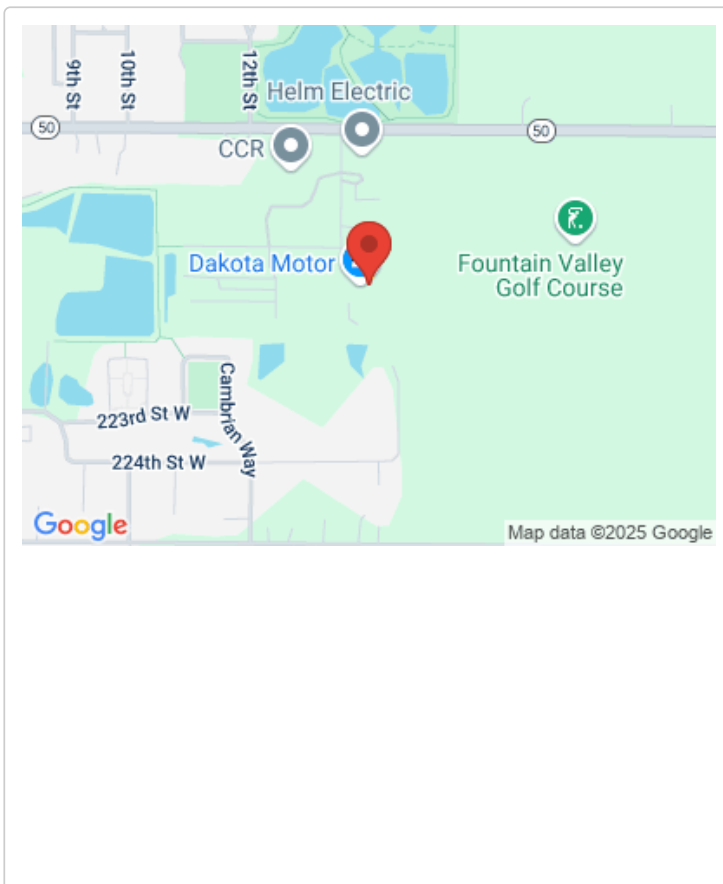 9th St
10th St
12th St
Helm Electric
50
50
CCR
Dakota Motor
Fountain Valley
Golf Course
Cambrian Way
223rd St W
224th St W
Google
Map data ©2025 Google